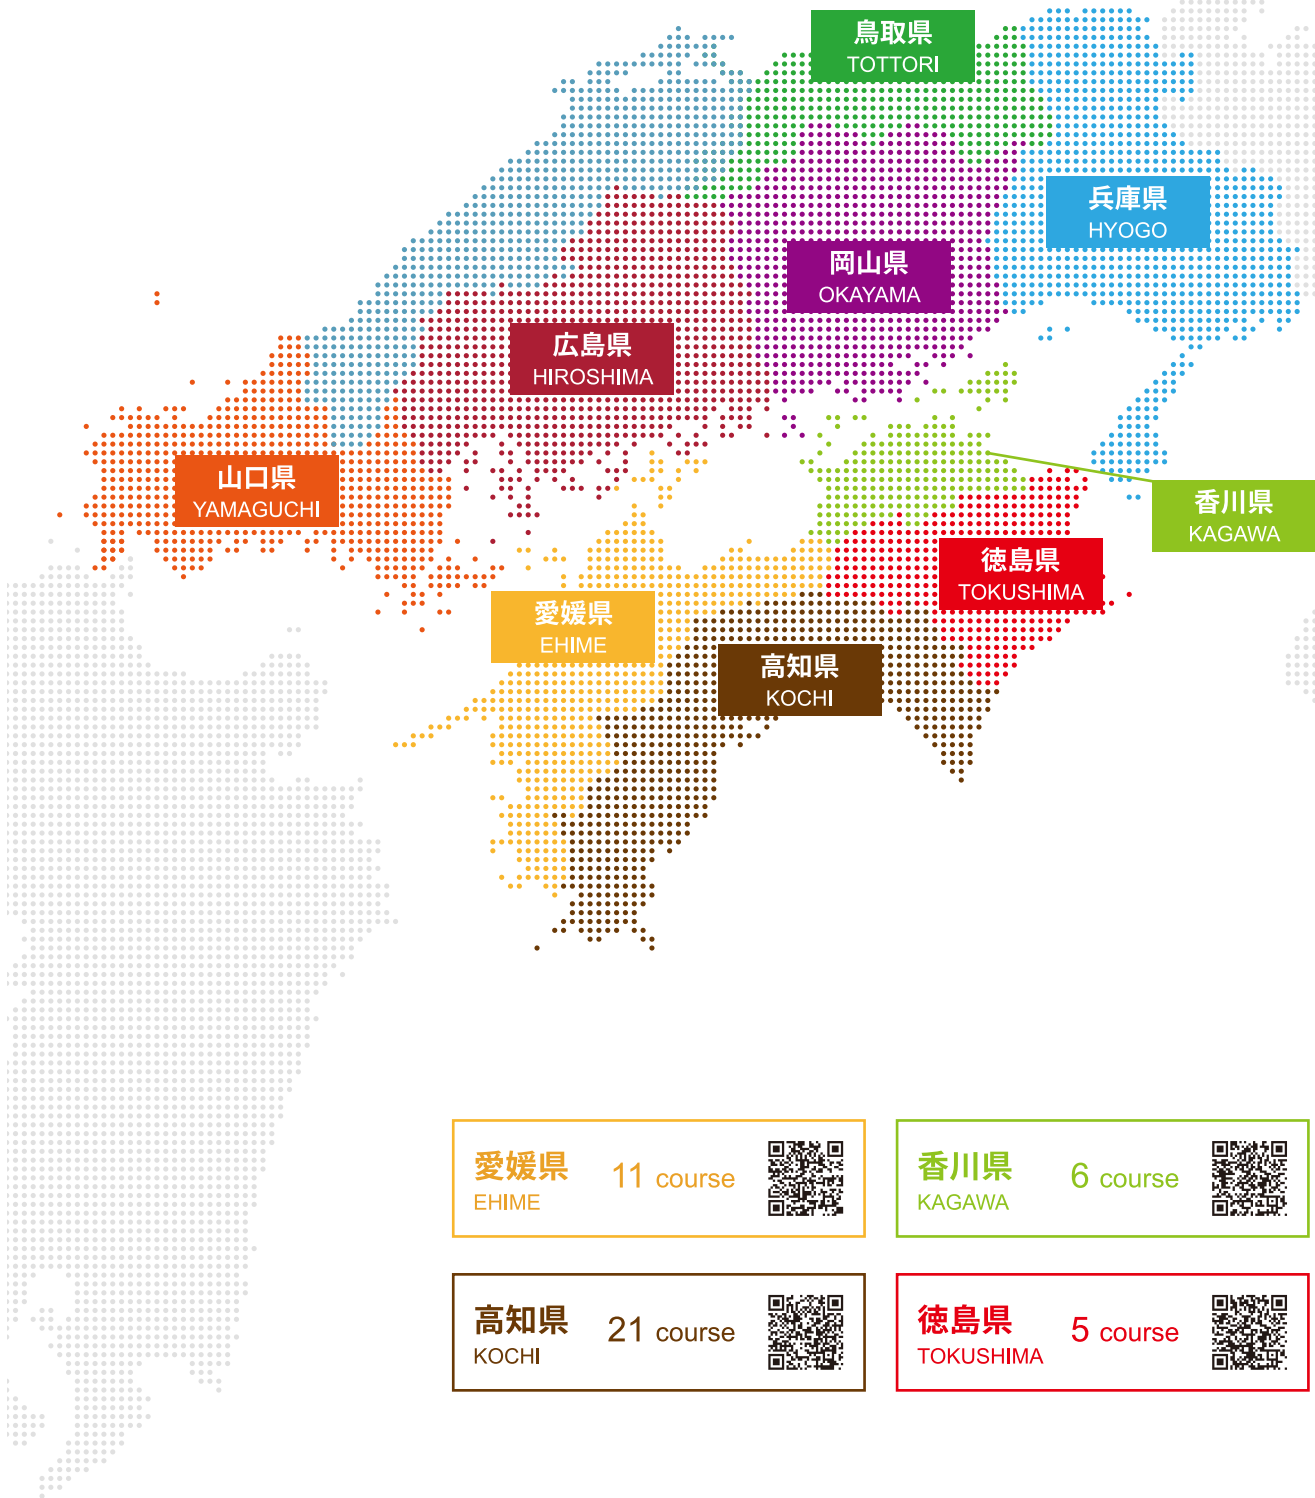 鳥取県
TOTTORI
兵庫県
HYOGO
岡山県
OKAYAMA
広島県
HIROSHIMA
山口県
YAMAGUCHI
香川県
KAGAWA
徳島県
TOKUSHIMA
愛媛県
EHIME
高知県
KOCHI
愛媛県 11 course
EHIME
香川県 6 course
KAGAWA
高知県 21 course
KOCHI
徳島県 5 course
TOKUSHIMA